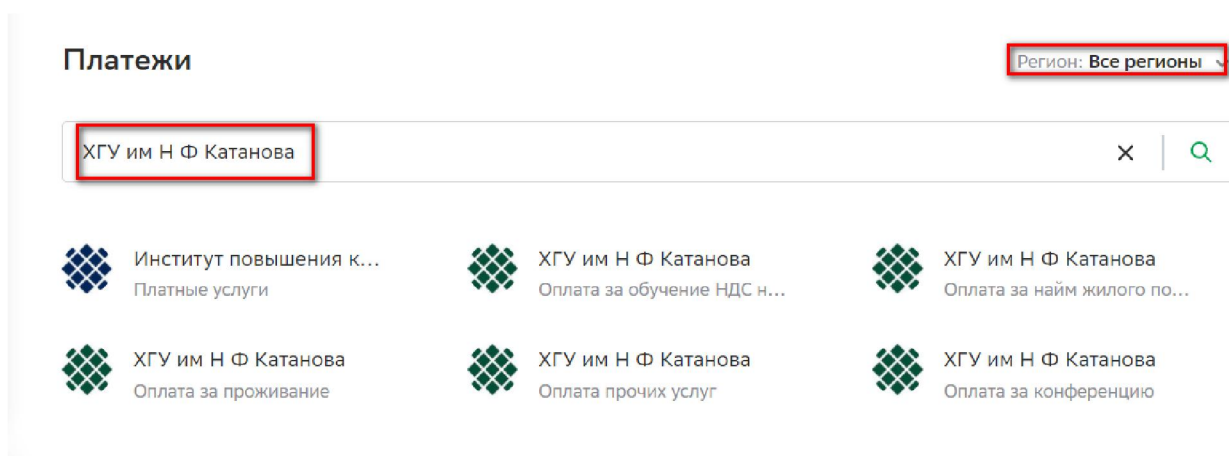 Платежи
Регион: Все регионы
ХГУ им Н Ф Катанова
Институт повышения к...
Платные услуги
ХГУ им Н Ф Катанова
Оплата за обучение НДС н...
ХГУ им Н Ф Катанова
Оплата за найм жилого по...
ХГУ им Н Ф Катанова
Оплата за проживание
ХГУ им Н Ф Катанова
Оплата прочих услуг
ХГУ им Н Ф Катанова
Оплата за конференцию